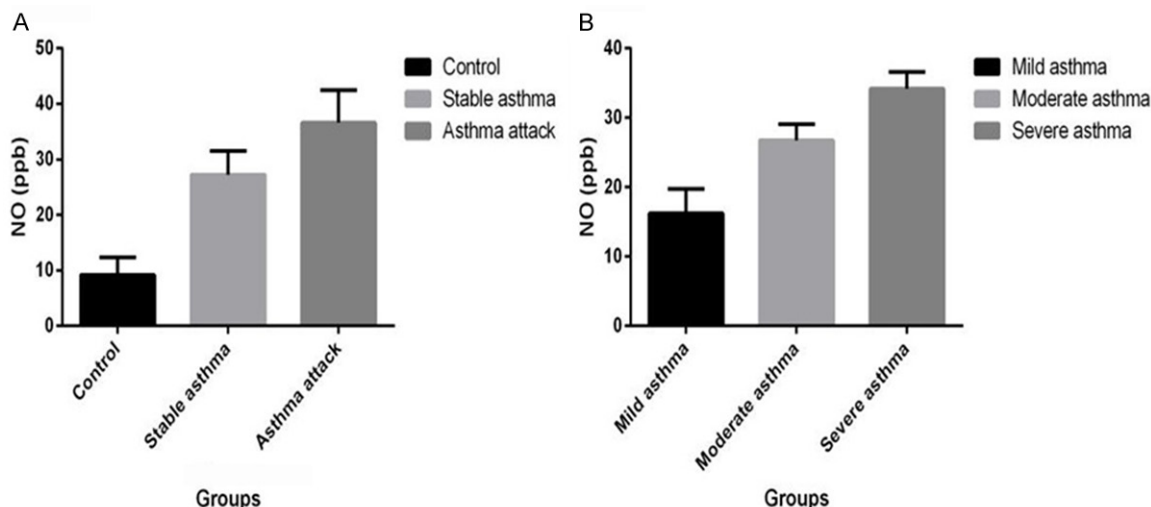 A
NO (ppb)
50
40
30
20
10
0
Control
Stable asthma
Asthma attack
Groups
Control
Stable asthma
Asthma attack
B
NO (ppb)
40
30
20
10
0
Mild asthma
Moderate asthma
Severe asthma
Groups
Mild asthma
Moderate asthma
Severe asthma